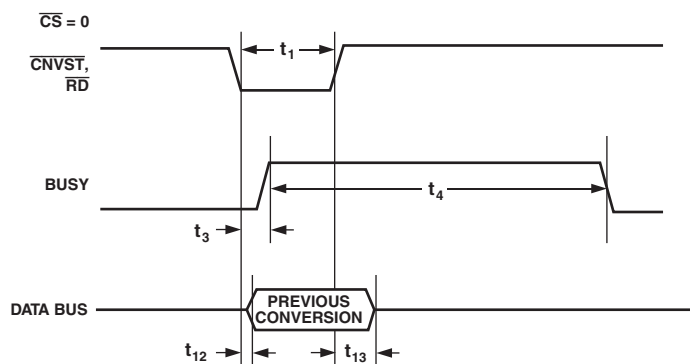 CS = 0
t1
CNVST,
RD
BUSY
t4
t3
DATA BUS
PREVIOUS
CONVERSION
t12
t13